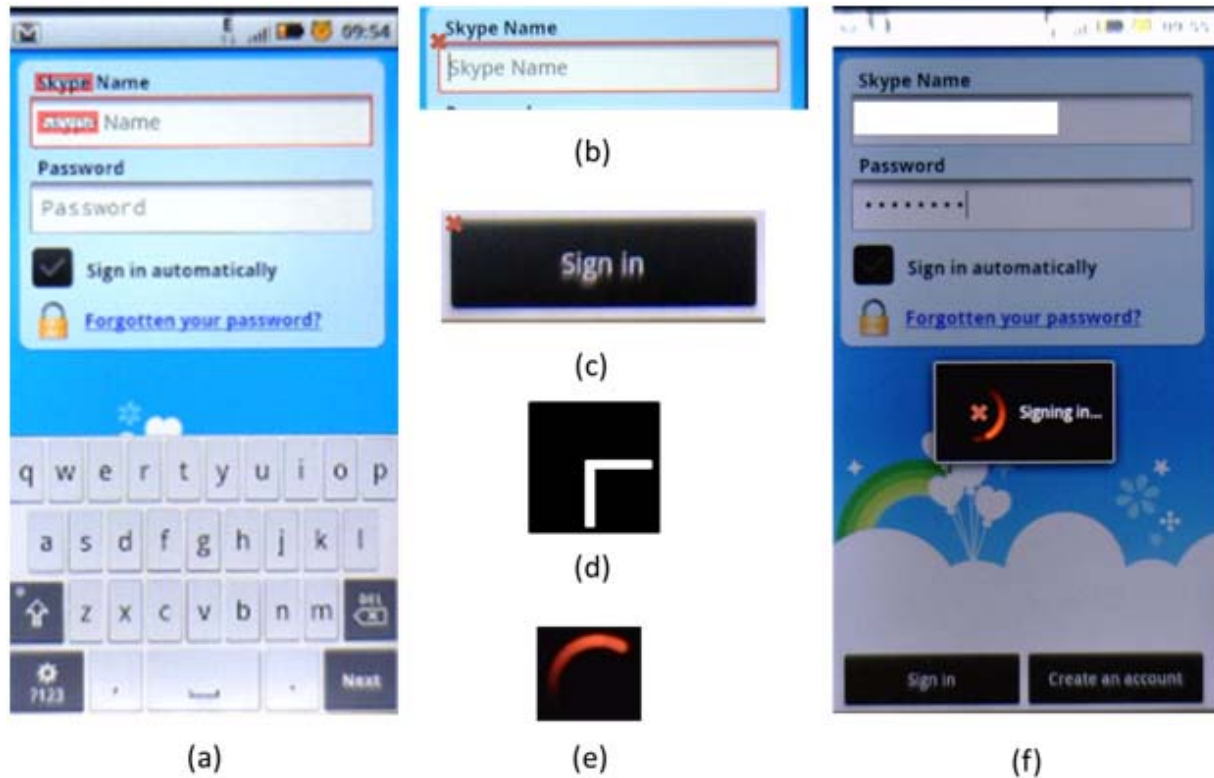 09:54
Skype Name
Skype Name
Password
Password
Sign in automatically
Forgotten your password?
q w e r t y u i o p
a s d f g h j k l
z x c v b n m DEL
?123 , . Next
(a)
Skype Name
Skype Name
(b)
Sign in
(c)
(d)
(e)
09:55
Skype Name
Password
••••••••
Sign in automatically
Forgotten your password?
Signing in...
Sign in
Create an account
(f)